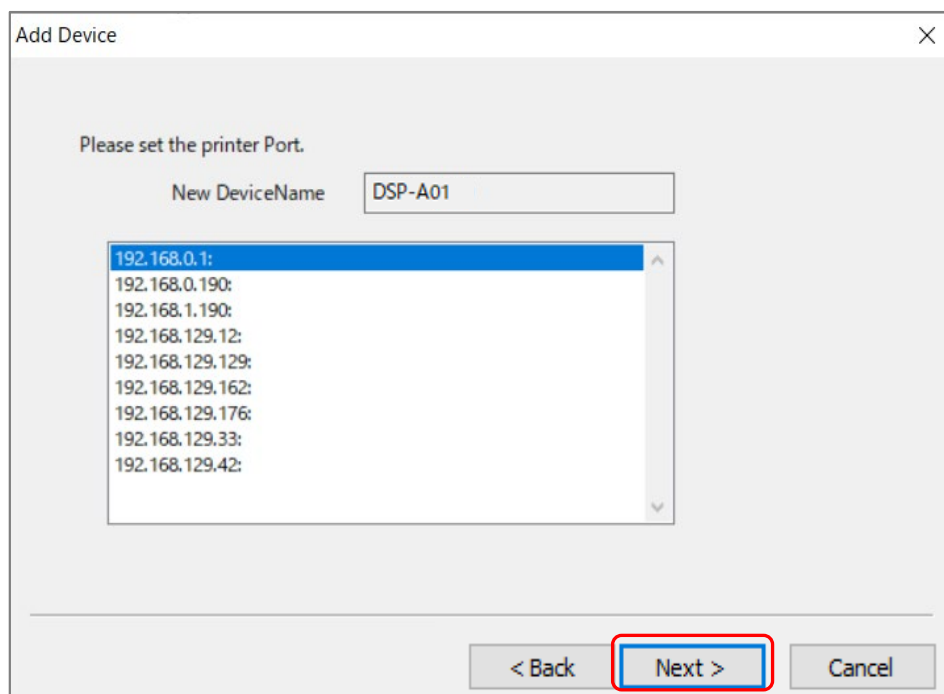 Add Device
Please set the printer Port.
New DeviceName DSP-A01
192.168.0.1:
192.168.0.190:
192.168.1.190:
192.168.129.12:
192.168.129.129:
192.168.129.162:
192.168.129.176:
192.168.129.33:
192.168.129.42:
< Back Next > Cancel